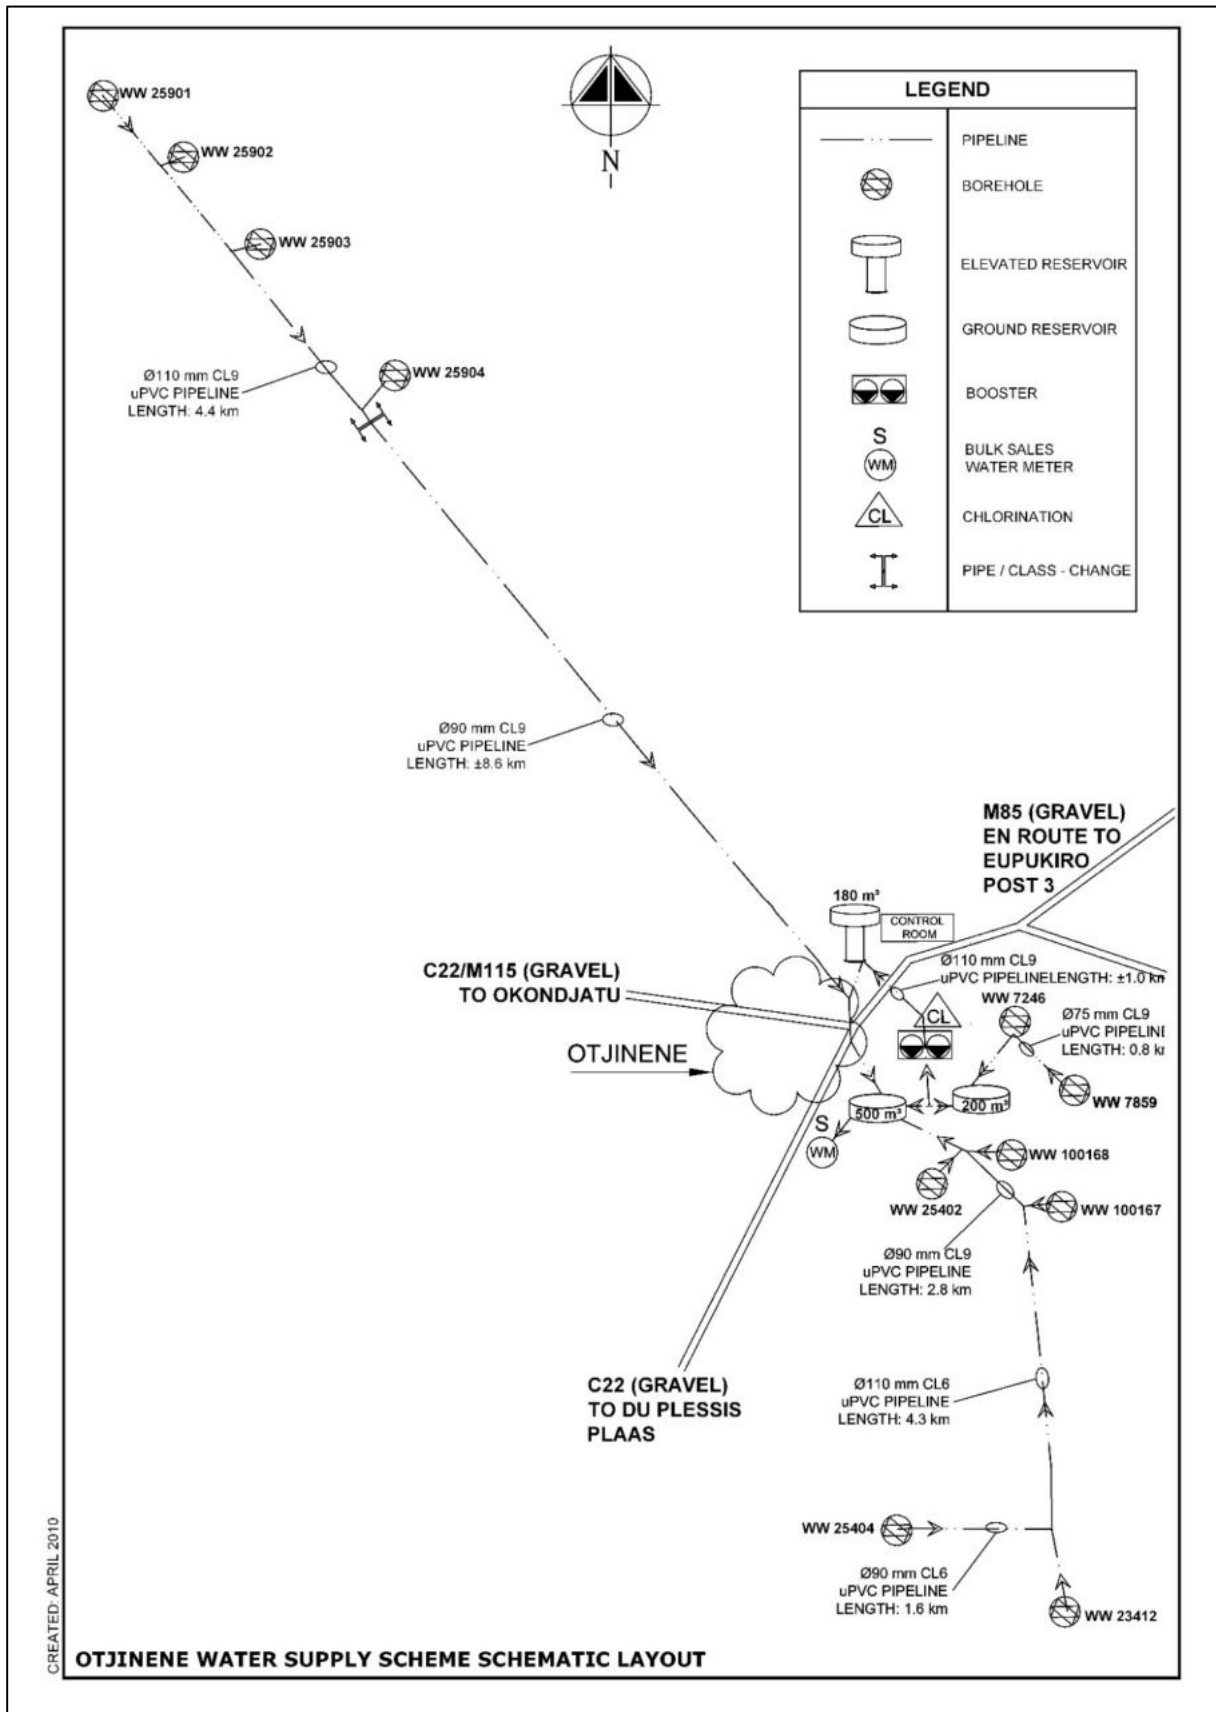 WW 25901
WW 25902
WW 25903
N
LEGEND
PIPELINE
BOREHOLE
ELEVATED RESERVOIR
GROUND RESERVOIR
BOOSTER
S
WM
BULK SALES
WATER METER
CL
CHLORINATION
PIPE / CLASS - CHANGE
Ø110 mm CL9
uPVC PIPELINE
LENGTH: 4.4 km
WW 25904
Ø90 mm CL9
uPVC PIPELINE
LENGTH: ±8.6 km
M85 (GRAVEL)
EN ROUTE TO
EUPUKIRO
POST 3
180 m³
CONTROL
ROOM
C22/M115 (GRAVEL)
TO OKONDJATU
Ø110 mm CL9
uPVC PIPELINELENGTH: ±1.0 km
WW 7246
CL
Ø75 mm CL9
uPVC PIPELINE
LENGTH: 0.8 km
OTJINENE
WW 7859
500 m³
200 m³
S
WM
WW 100168
WW 25402
WW 100167
Ø90 mm CL9
uPVC PIPELINE
LENGTH: 2.8 km
C22 (GRAVEL)
TO DU PLESSIS
PLAAS
Ø110 mm CL6
uPVC PIPELINE
LENGTH: 4.3 km
WW 25404
Ø90 mm CL6
uPVC PIPELINE
LENGTH: 1.6 km
WW 23412
CREATED: APRIL 2010
OTJINENE WATER SUPPLY SCHEME SCHEMATIC LAYOUT